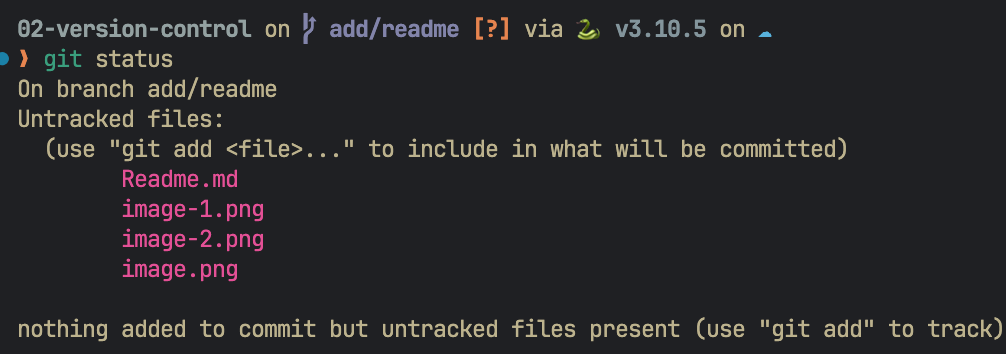 02-version-control on add/readme [?] via 🐍 v3.10.5 on ☁
❯ git status
On branch add/readme
Untracked files:
  (use "git add <file>..." to include in what will be committed)
        Readme.md
        image-1.png
        image-2.png
        image.png

nothing added to commit but untracked files present (use "git add" to track)